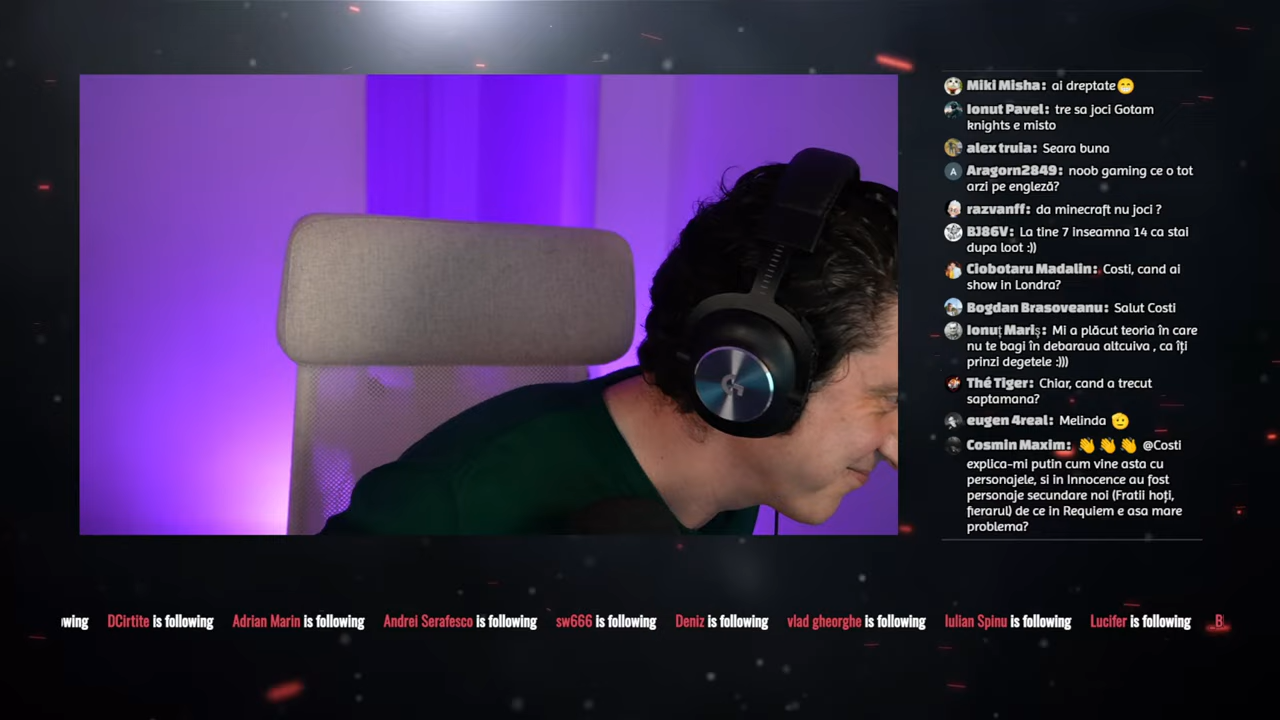 Miki Misha: ai dreptate😁
Ionut Pavel: tre sa joci Gotam
knights e misto
alex truia: Seara buna
A Aragorn2849: noob gaming ce o tot
arzi pe engleză?
razvanff: da minecraft nu joci ?
BJ86V: La tine 7 inseamna 14 ca stai
dupa loot :))
Ciobotaru Madalin: Costi, cand ai
show in Londra?
Bogdan Brasoveanu: Salut Costi
Ionuț Mariș: Mi a plăcut teoria în care
nu te bagi în debaraua altcuiva , ca îți
prinzi degetele :)))
Thé Tiger: Chiar, cand a trecut
saptamana?
eugen 4real: Melinda 🫡
Cosmin Maxim: 👏 👏 👏 @Costi
explica-mi putin cum vine asta cu
personajele, si in Innocence au fost
personaje secundare noi (Fratii hoți,
fierarul) de ce in Requiem e asa mare
problema?
wing DCirtite is following Adrian Marin is following Andrei Serafesco is following sw666 is following Deniz is following vlad gheorghe is following Iulian Spinu is following Lucifer is following B